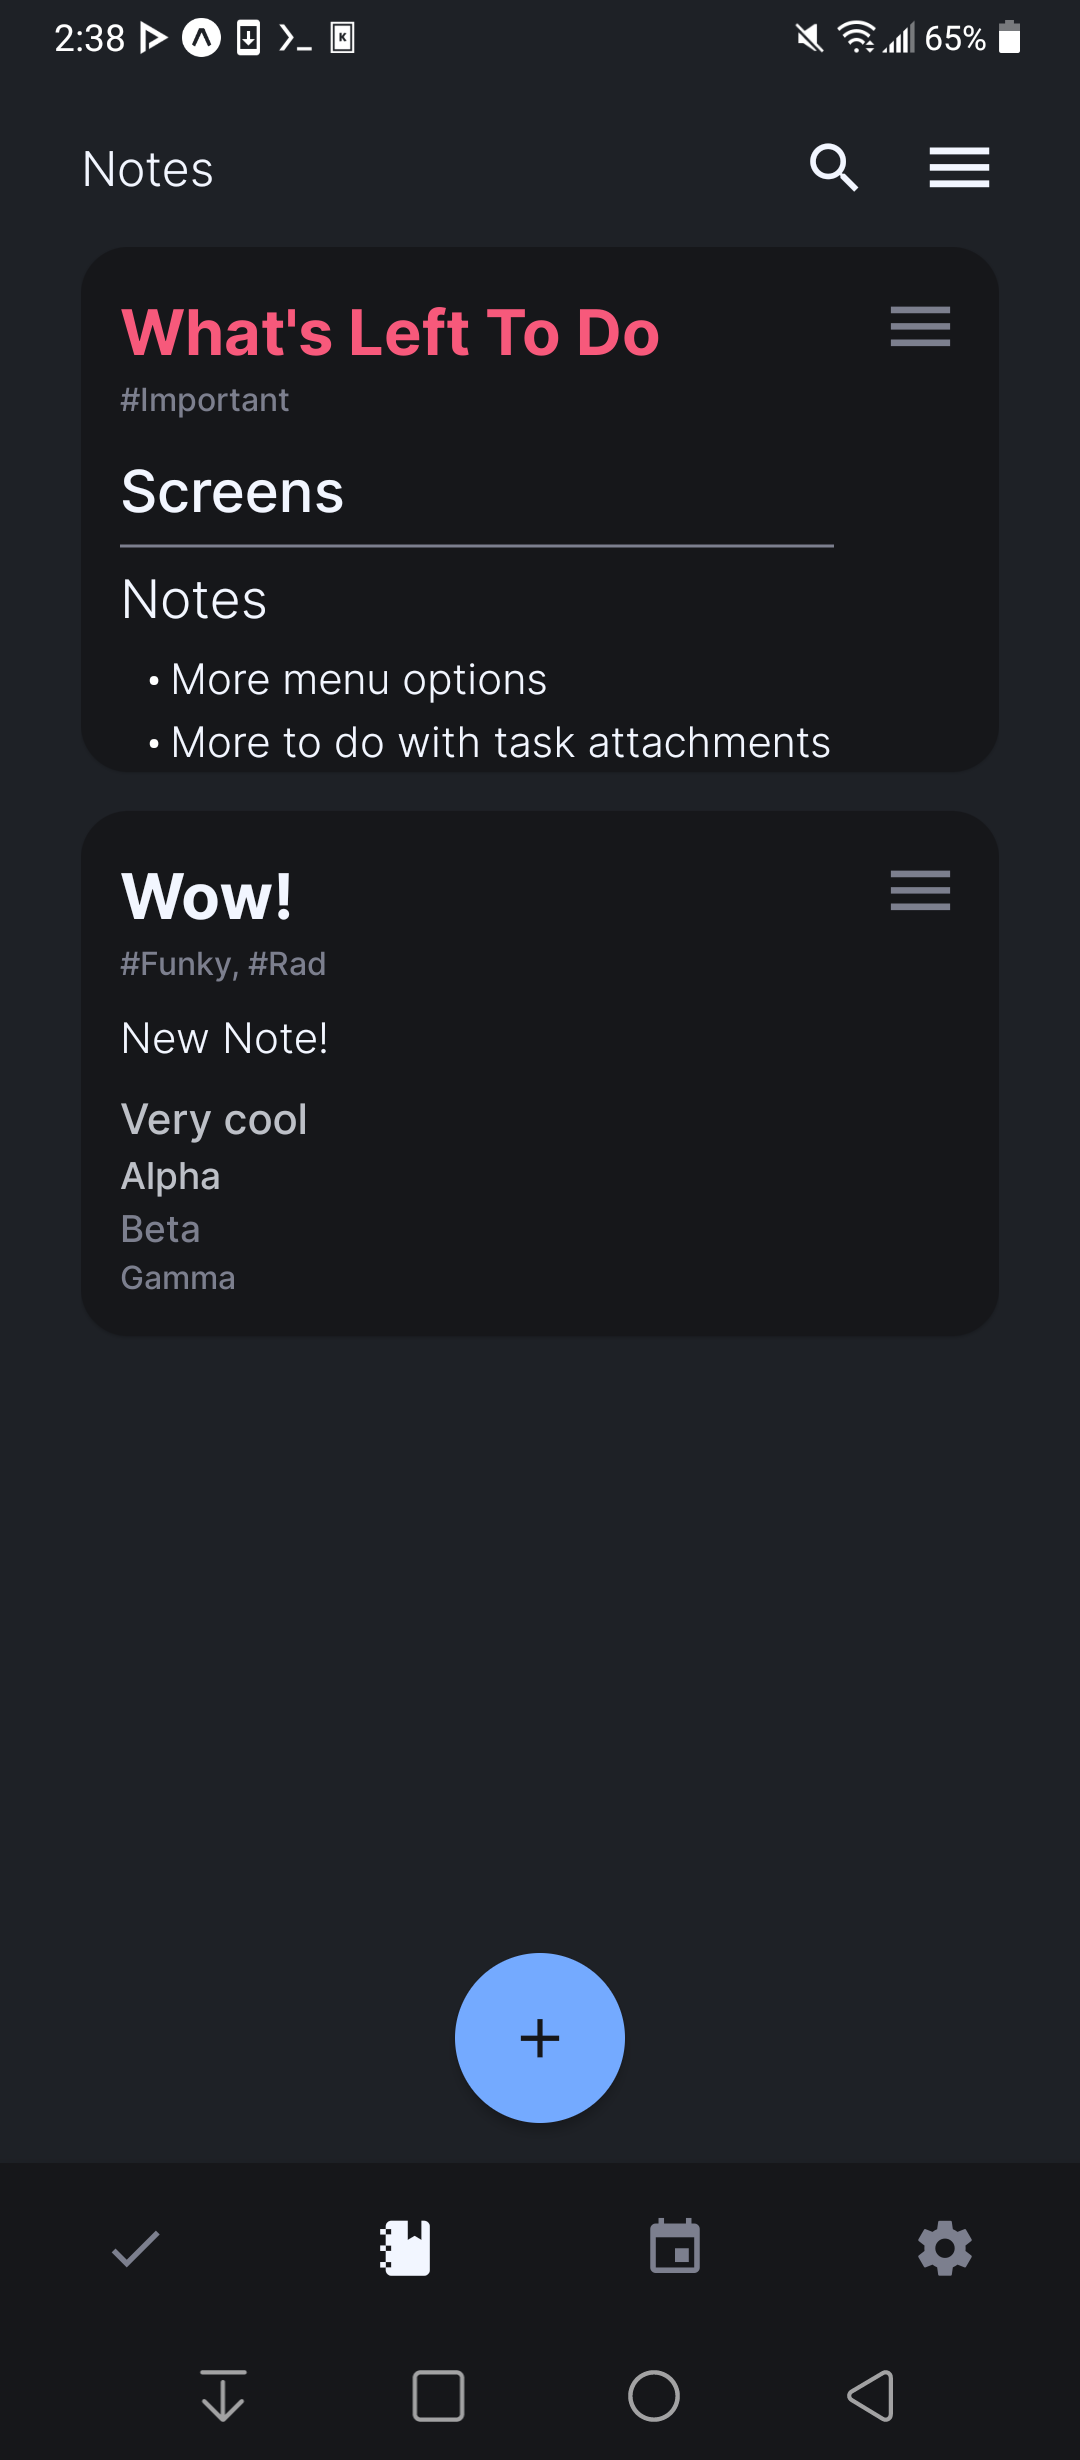 2:38
65%
Notes
What's Left To Do
#Important
Screens
Notes
• More menu options
• More to do with task attachments
Wow!
#Funky, #Rad
New Note!
Very cool
Alpha
Beta
Gamma